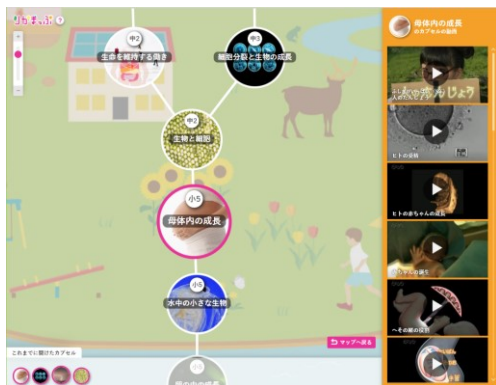 りかまっぷ ?
中2
生命を維持する働き
中3
細胞分裂と生物の成長
中2
生物と細胞
小5
母体内の成長
小5
水中の小さな生物
マップへ戻る
これまでに開けたカプセル
母体内の成長
のカプセルの動画
ヒトの受精
ヒトの赤ちゃんの成長
へその緒の役割